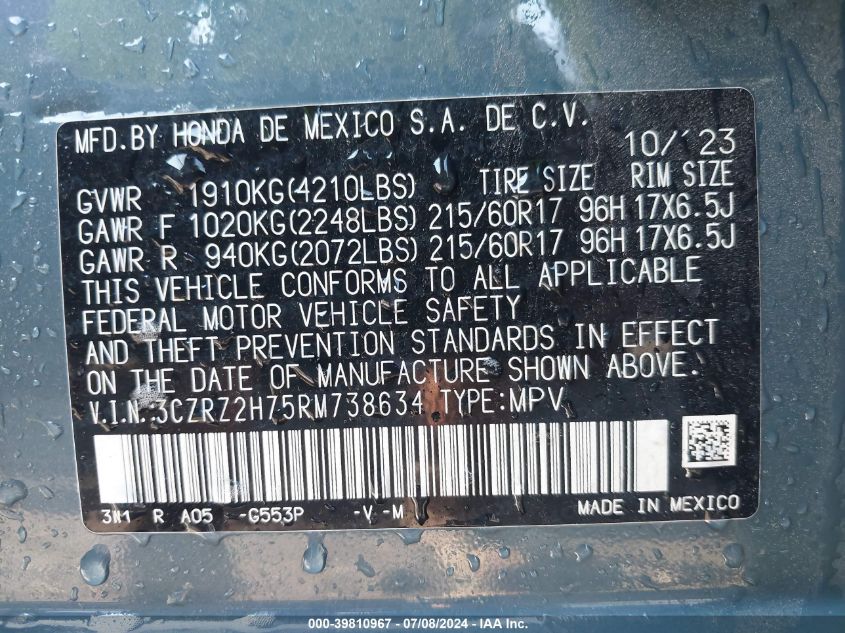 MFD.BY HONDA DE MEXICO S.A. DE C.V.
10/'23
GVWR 1910KG(4210LBS) TIRE SIZE RIM SIZE
GAWR F 1020KG(2248LBS) 215/60R17 96H 17X6.5J
GAWR R 940KG(2072LBS) 215/60R17 96H 17X6.5J
THIS VEHICLE CONFORMS TO ALL APPLICABLE
FEDERAL MOTOR VEHICLE SAFETY
AND THEFT PREVENTION STANDARDS IN EFFECT
ON THE DATE OF MANUFACTURE SHOWN ABOVE.
V.I.N.:3CZRZ2H75RM738634 TYPE:MPV
3W1 R A05 -G553P -V -M MADE IN MEXICO
000-39810967 - 07/08/2024 - IAA Inc.